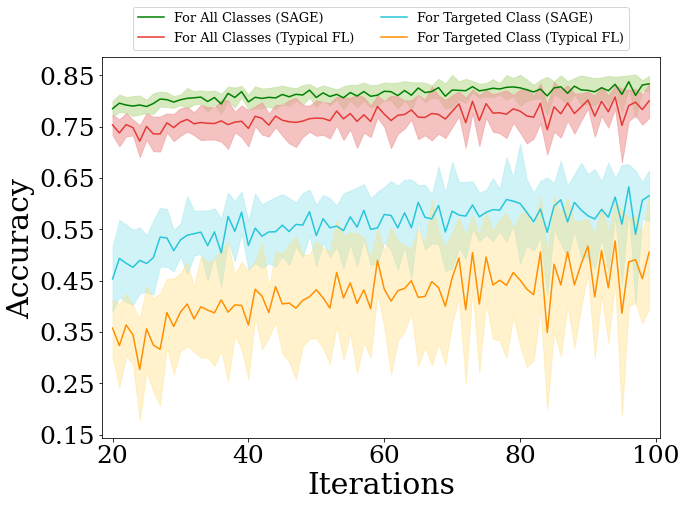 For All Classes (SAGE)
For All Classes (Typical FL)
For Targeted Class (SAGE)
For Targeted Class (Typical FL)
Accuracy
0.85
0.75
0.65
0.55
0.45
0.35
0.25
0.15
20
40
60
80
100
Iterations